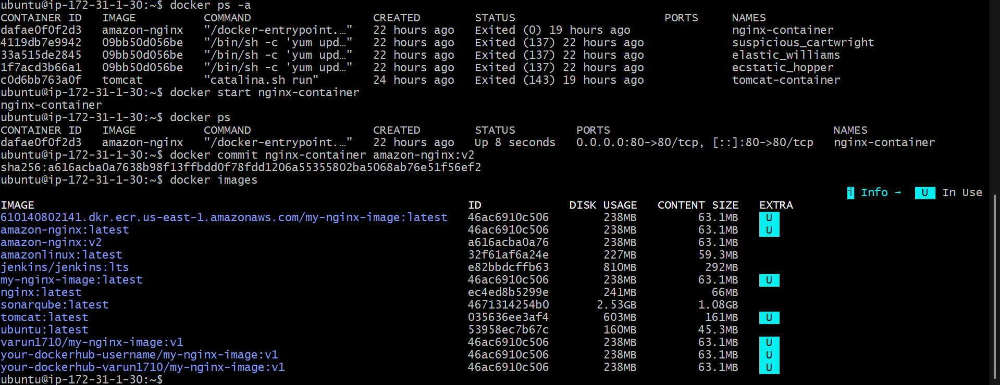 ubuntu@ip-172-31-1-30:~$ docker ps -a
CONTAINER ID   IMAGE          COMMAND                  CREATED        STATUS                      PORTS     NAMES
dafae0f0f2d3   amazon-nginx   "/docker-entrypoint.…"   22 hours ago   Exited (0) 19 hours ago               nginx-container
4119db7e9942   09bb50d056be   "/bin/sh -c 'yum upd…"   22 hours ago   Exited (137) 22 hours ago             suspicious_cartwright
33a515de2845   09bb50d056be   "/bin/sh -c 'yum upd…"   22 hours ago   Exited (137) 22 hours ago             elastic_williams
1f7acd3b66a1   09bb50d056be   "/bin/sh -c 'yum upd…"   22 hours ago   Exited (137) 22 hours ago             ecstatic_hopper
c0d6bb763a0f   tomcat         "catalina.sh run"        24 hours ago   Exited (143) 19 hours ago             tomcat-container
ubuntu@ip-172-31-1-30:~$ docker start nginx-container
nginx-container
ubuntu@ip-172-31-1-30:~$ docker ps
CONTAINER ID   IMAGE          COMMAND                  CREATED        STATUS         PORTS                                 NAMES
dafae0f0f2d3   amazon-nginx   "/docker-entrypoint.…"   22 hours ago   Up 8 seconds   0.0.0.0:80->80/tcp, [::]:80->80/tcp   nginx-container
ubuntu@ip-172-31-1-30:~$ docker commit nginx-container amazon-nginx:v2
sha256:a616acba0a7638b98f13ffbdd0f78fdd1206a55355802ba5068ab76e51f56ef2
ubuntu@ip-172-31-1-30:~$ docker images
i Info →   U  In Use
IMAGE                                                                ID             DISK USAGE   CONTENT SIZE   EXTRA
610140802141.dkr.ecr.us-east-1.amazonaws.com/my-nginx-image:latest   46ac6910c506        238MB         63.1MB    U
amazon-nginx:latest                                                  46ac6910c506        238MB         63.1MB    U
amazon-nginx:v2                                                      a616acba0a76        238MB         63.1MB
amazonlinux:latest                                                   32f61af6a24e        227MB         59.3MB
jenkins/jenkins:lts                                                  e82bbdcffb63        810MB          292MB
my-nginx-image:latest                                                46ac6910c506        238MB         63.1MB    U
nginx:latest                                                         ec4ed8b5299e        241MB           66MB
sonarqube:latest                                                     4671314254b0       2.53GB         1.08GB
tomcat:latest                                                        035636ee3af4        603MB          161MB    U
ubuntu:latest                                                        53958ec7b67c        160MB         45.3MB
varun1710/my-nginx-image:v1                                          46ac6910c506        238MB         63.1MB    U
your-dockerhub-username/my-nginx-image:v1                            46ac6910c506        238MB         63.1MB    U
your-dockerhub-varun1710/my-nginx-image:v1                           46ac6910c506        238MB         63.1MB    U
ubuntu@ip-172-31-1-30:~$